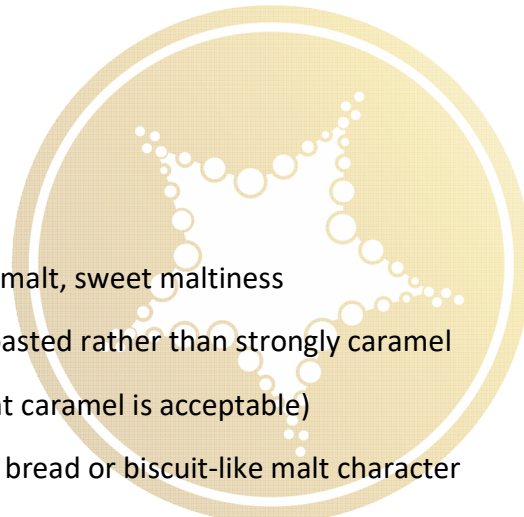 malt, sweet maltiness
asted rather than strongly caramel
t caramel is acceptable)
bread or biscuit-like malt character